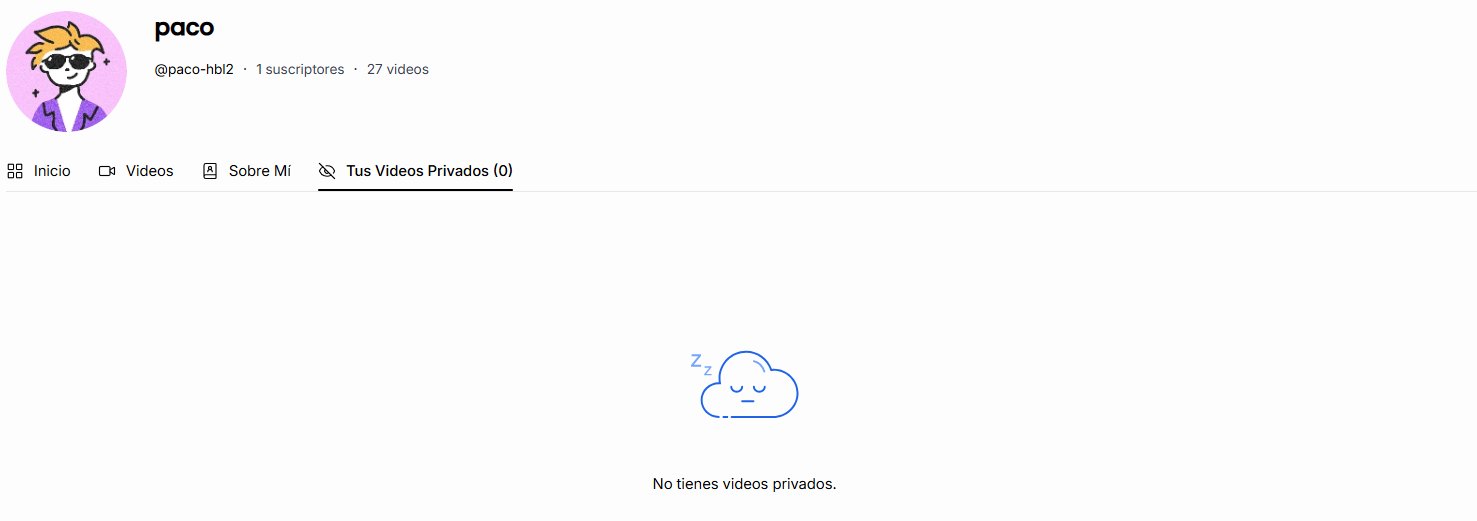 paco
@paco-hbl2 · 1 suscriptores · 27 videos
Inicio Videos Sobre Mí Tus Videos Privados (0)
Z z
No tienes videos privados.